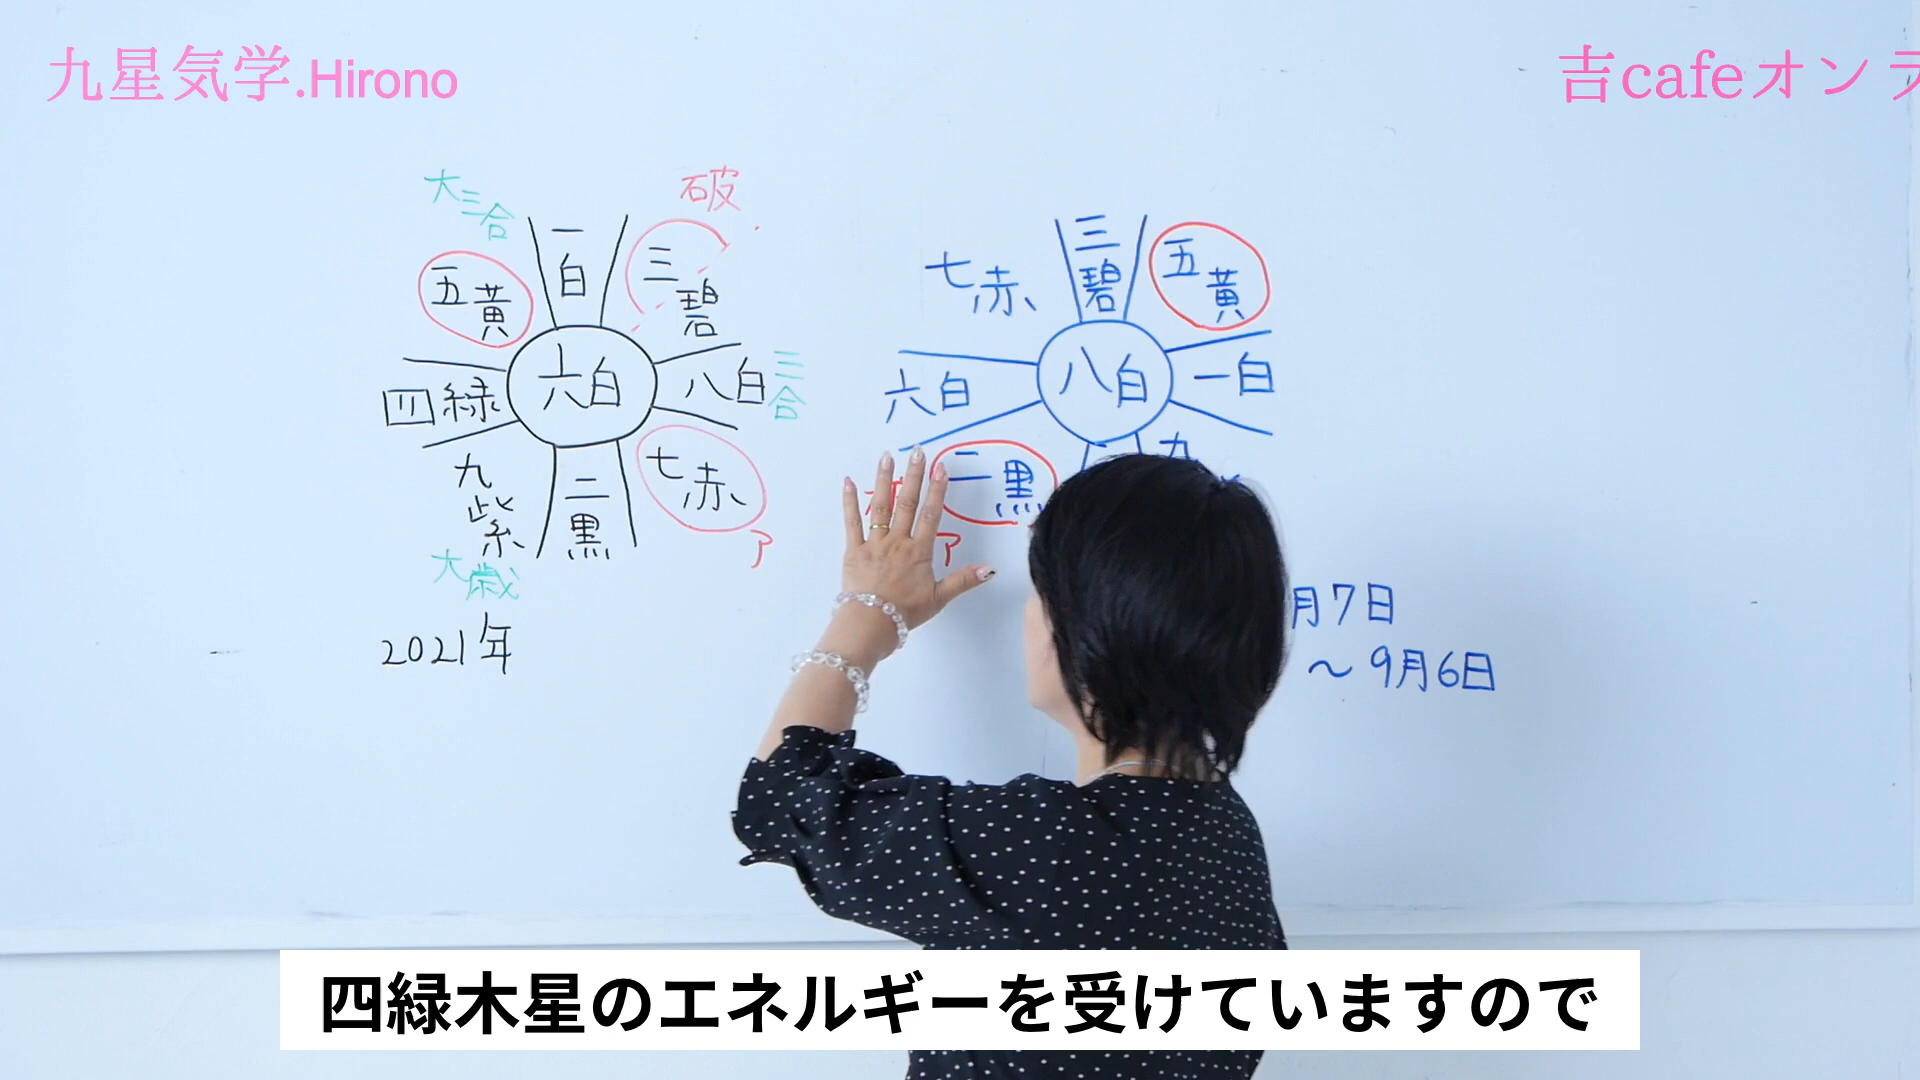 九星気学.Hirono
吉cafeオンラ
大三合
破
一白
三碧
五黄
六白
八白
三合
四緑
九紫
二黒
七赤
ア
大歳
2021年
三碧
七赤
五黄
八白
一白
六白
二黒
九
ア
月7日
～9月6日
四緑木星のエネルギーを受けていますので